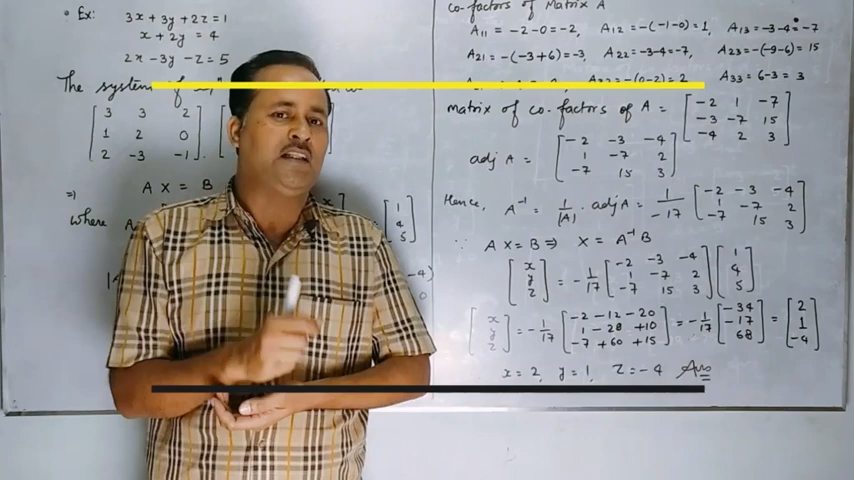 • Ex: 3x + 3y + 2z = 1
x + 2y = 4
2x - 3y - z = 5
The system of
[3 3 2
1 2 0
2 -3 -1] . [
⇒ A X = B
where A
x] [1
4
5]
-4)
0
co-factors of Matrix A
A11 = -2-0 = -2, A12 = -(-1-0) = 1, A13 = -3-4 = -7
A21 = -(-3+6) = -3, A22 = -3-4 = -7, A23 = -(-9-6) = 15
= -(0-2) = 2 A33 = 6-3 = 3
matrix of co-factors of A = [-2 1 -7
-3 -7 15
-4 2 3]
adj A = [-2 -3 -4
1 -7 2
-7 15 3]
Hence, A⁻¹ = 1/|A| . adj A = 1/-17 [-2 -3 -4
1 -7 2
-7 15 3]
∵ A X = B ⇒ X = A⁻¹ B
[x
y
z] = -1/17 [-2 -3 -4
1 -7 2
-7 15 3] [1
4
5]
[x
y
z] = -1/17 [-2 -12 -20
1 -28 +10
-7 +60 +15] = -1/17 [-34
-17
68] = [2
1
-4]
x = 2, y = 1, z = -4 Ans